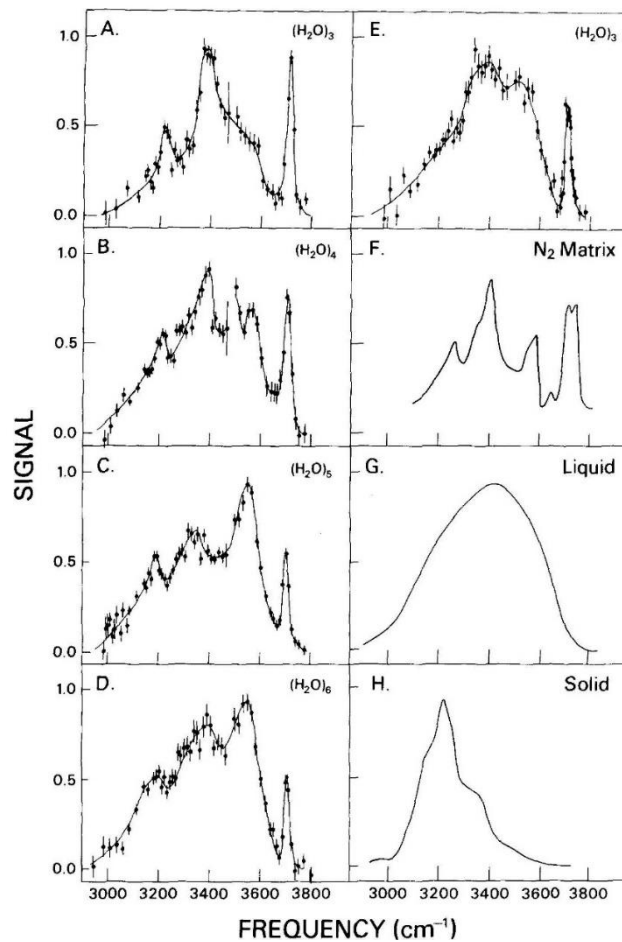 A.
(H₂O)₃
1.0
0.5
0.0
B.
(H₂O)₄
1.0
0.5
0.0
C.
(H₂O)₅
1.0
0.5
0.0
D.
(H₂O)₆
1.0
0.5
0.0
3000 3200 3400 3600 3800
E.
(H₂O)₃
F.
N₂ Matrix
G.
Liquid
H.
Solid
3000 3200 3400 3600 3800
SIGNAL
FREQUENCY (cm⁻¹)